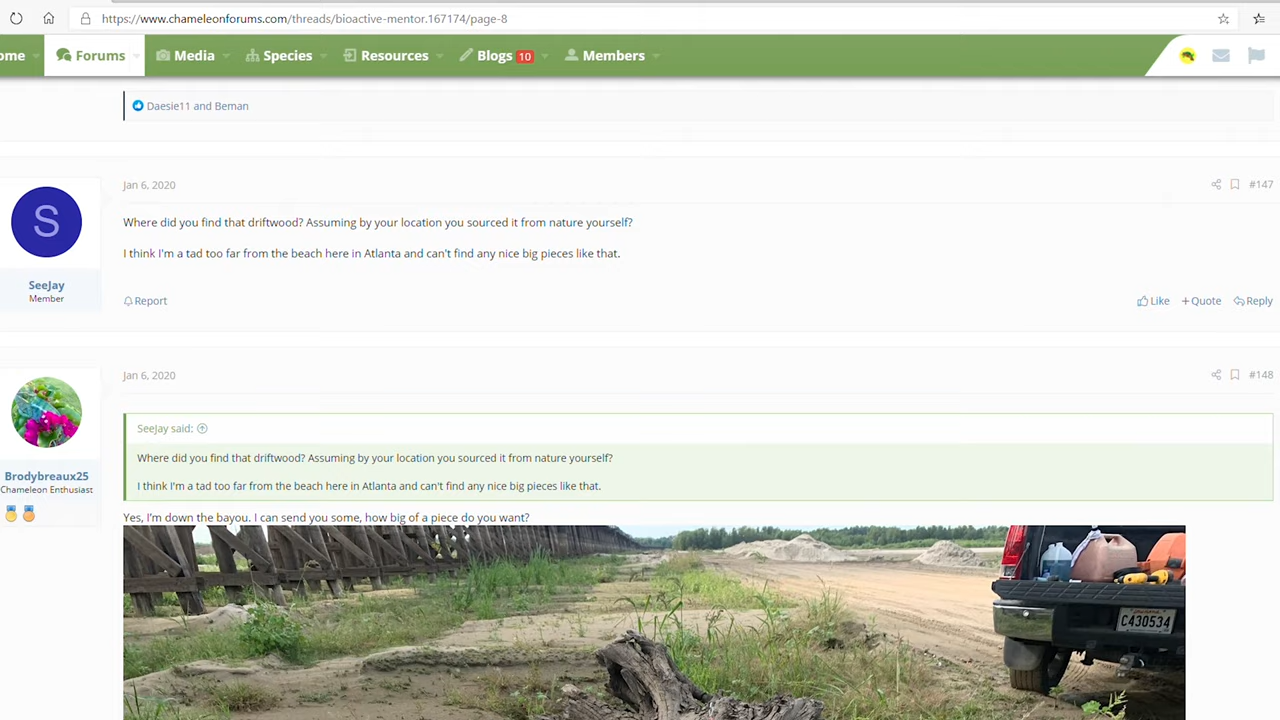 https://www.chameleonforums.com/threads/bioactive-mentor.167174/page-8
ome Forums Media Species Resources Blogs 10 Members
Daesie11 and Beman
Jan 6, 2020 #147
S
Where did you find that driftwood? Assuming by your location you sourced it from nature yourself?
I think I'm a tad too far from the beach here in Atlanta and can't find any nice big pieces like that.
SeeJay
Member
Report Like +Quote Reply
Jan 6, 2020 #148
SeeJay said:
Where did you find that driftwood? Assuming by your location you sourced it from nature yourself?
Brodybreaux25
I think I'm a tad too far from the beach here in Atlanta and can't find any nice big pieces like that.
Chameleon Enthusiast
Yes, I'm down the bayou. I can send you some, how big of a piece do you want?
C430534